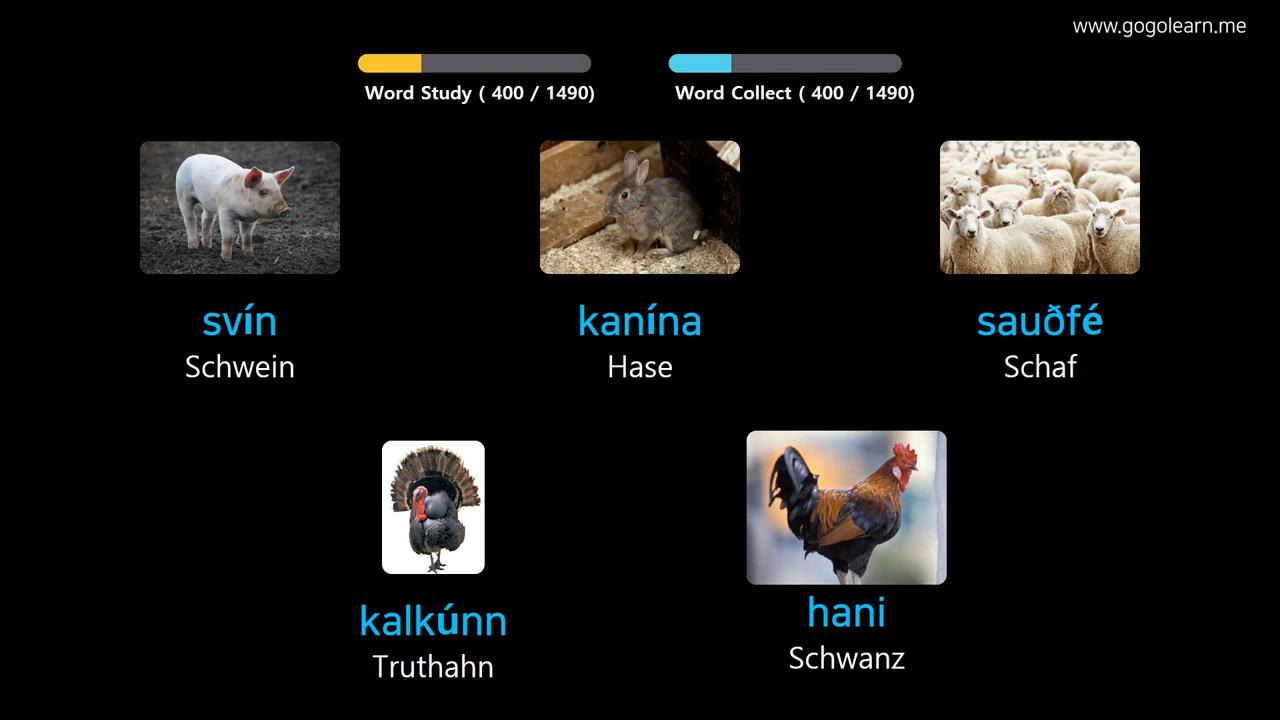 www.gogolearn.me
Word Study ( 400 / 1490)
Word Collect ( 400 / 1490)
svín
Schwein
kanína
Hase
sauðfé
Schaf
kalkúnn
Truthahn
hani
Schwanz